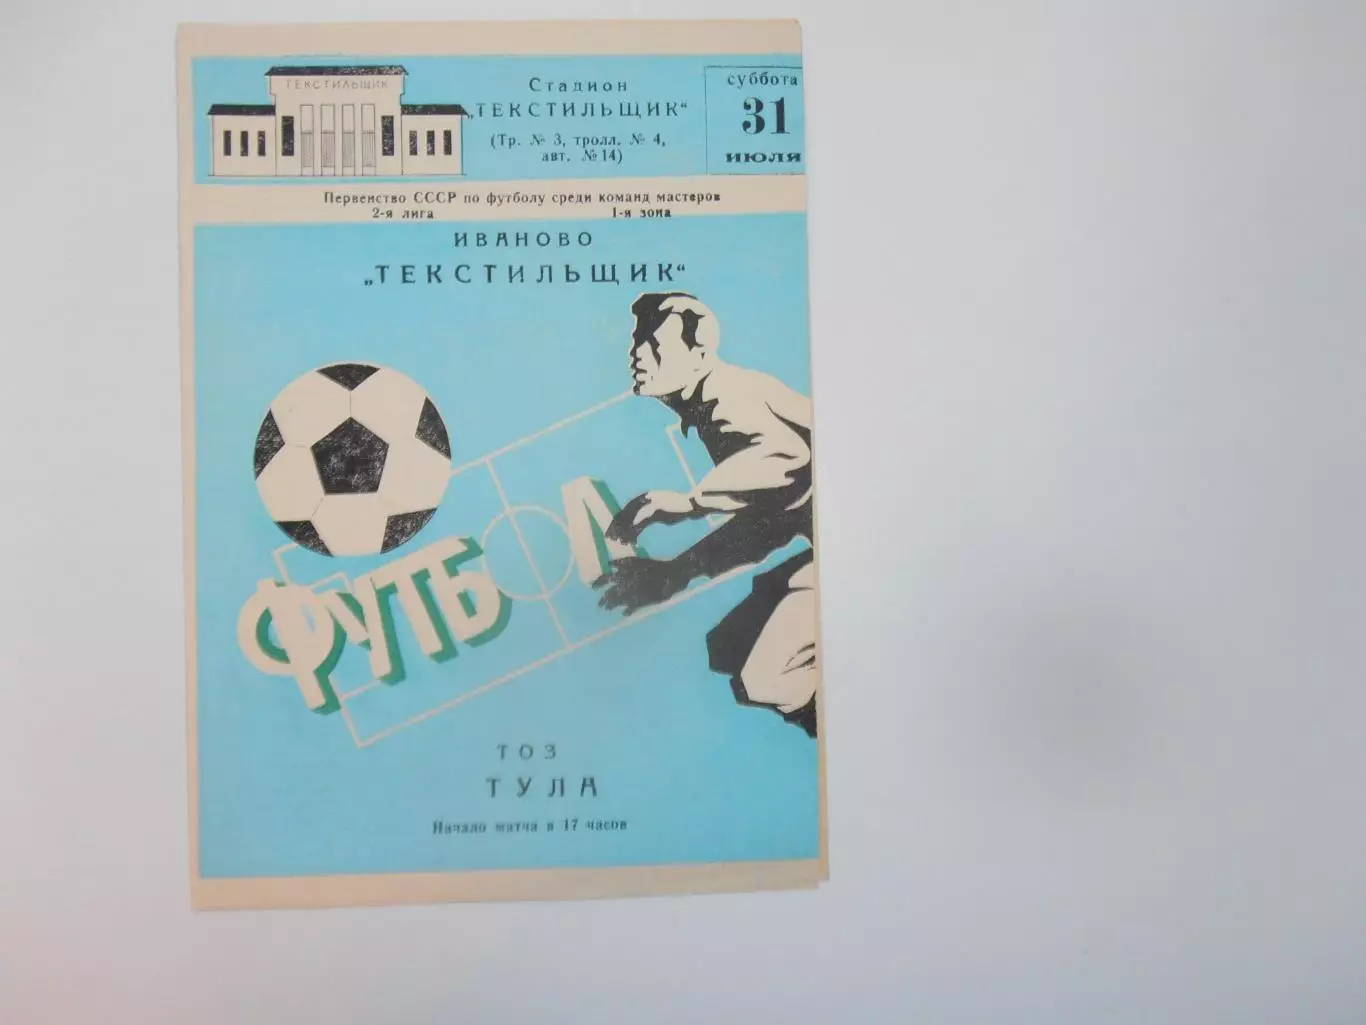 ТЕКСТИЛЬЩИК
Стадион
„ТЕКСТИЛЬЩИК“
(Тр. № 3, тролл. № 4,
авт. № 14)
суббота
31
ИЮЛЯ
Первенство СССР по футболу среди команд мастеров
2-я лига 1-я зона
ИВАНОВО
„ТЕКСТИЛЬЩИК“
ФУТБОЛ
ТОЗ
ТУЛА
Начало матча в 17 часов